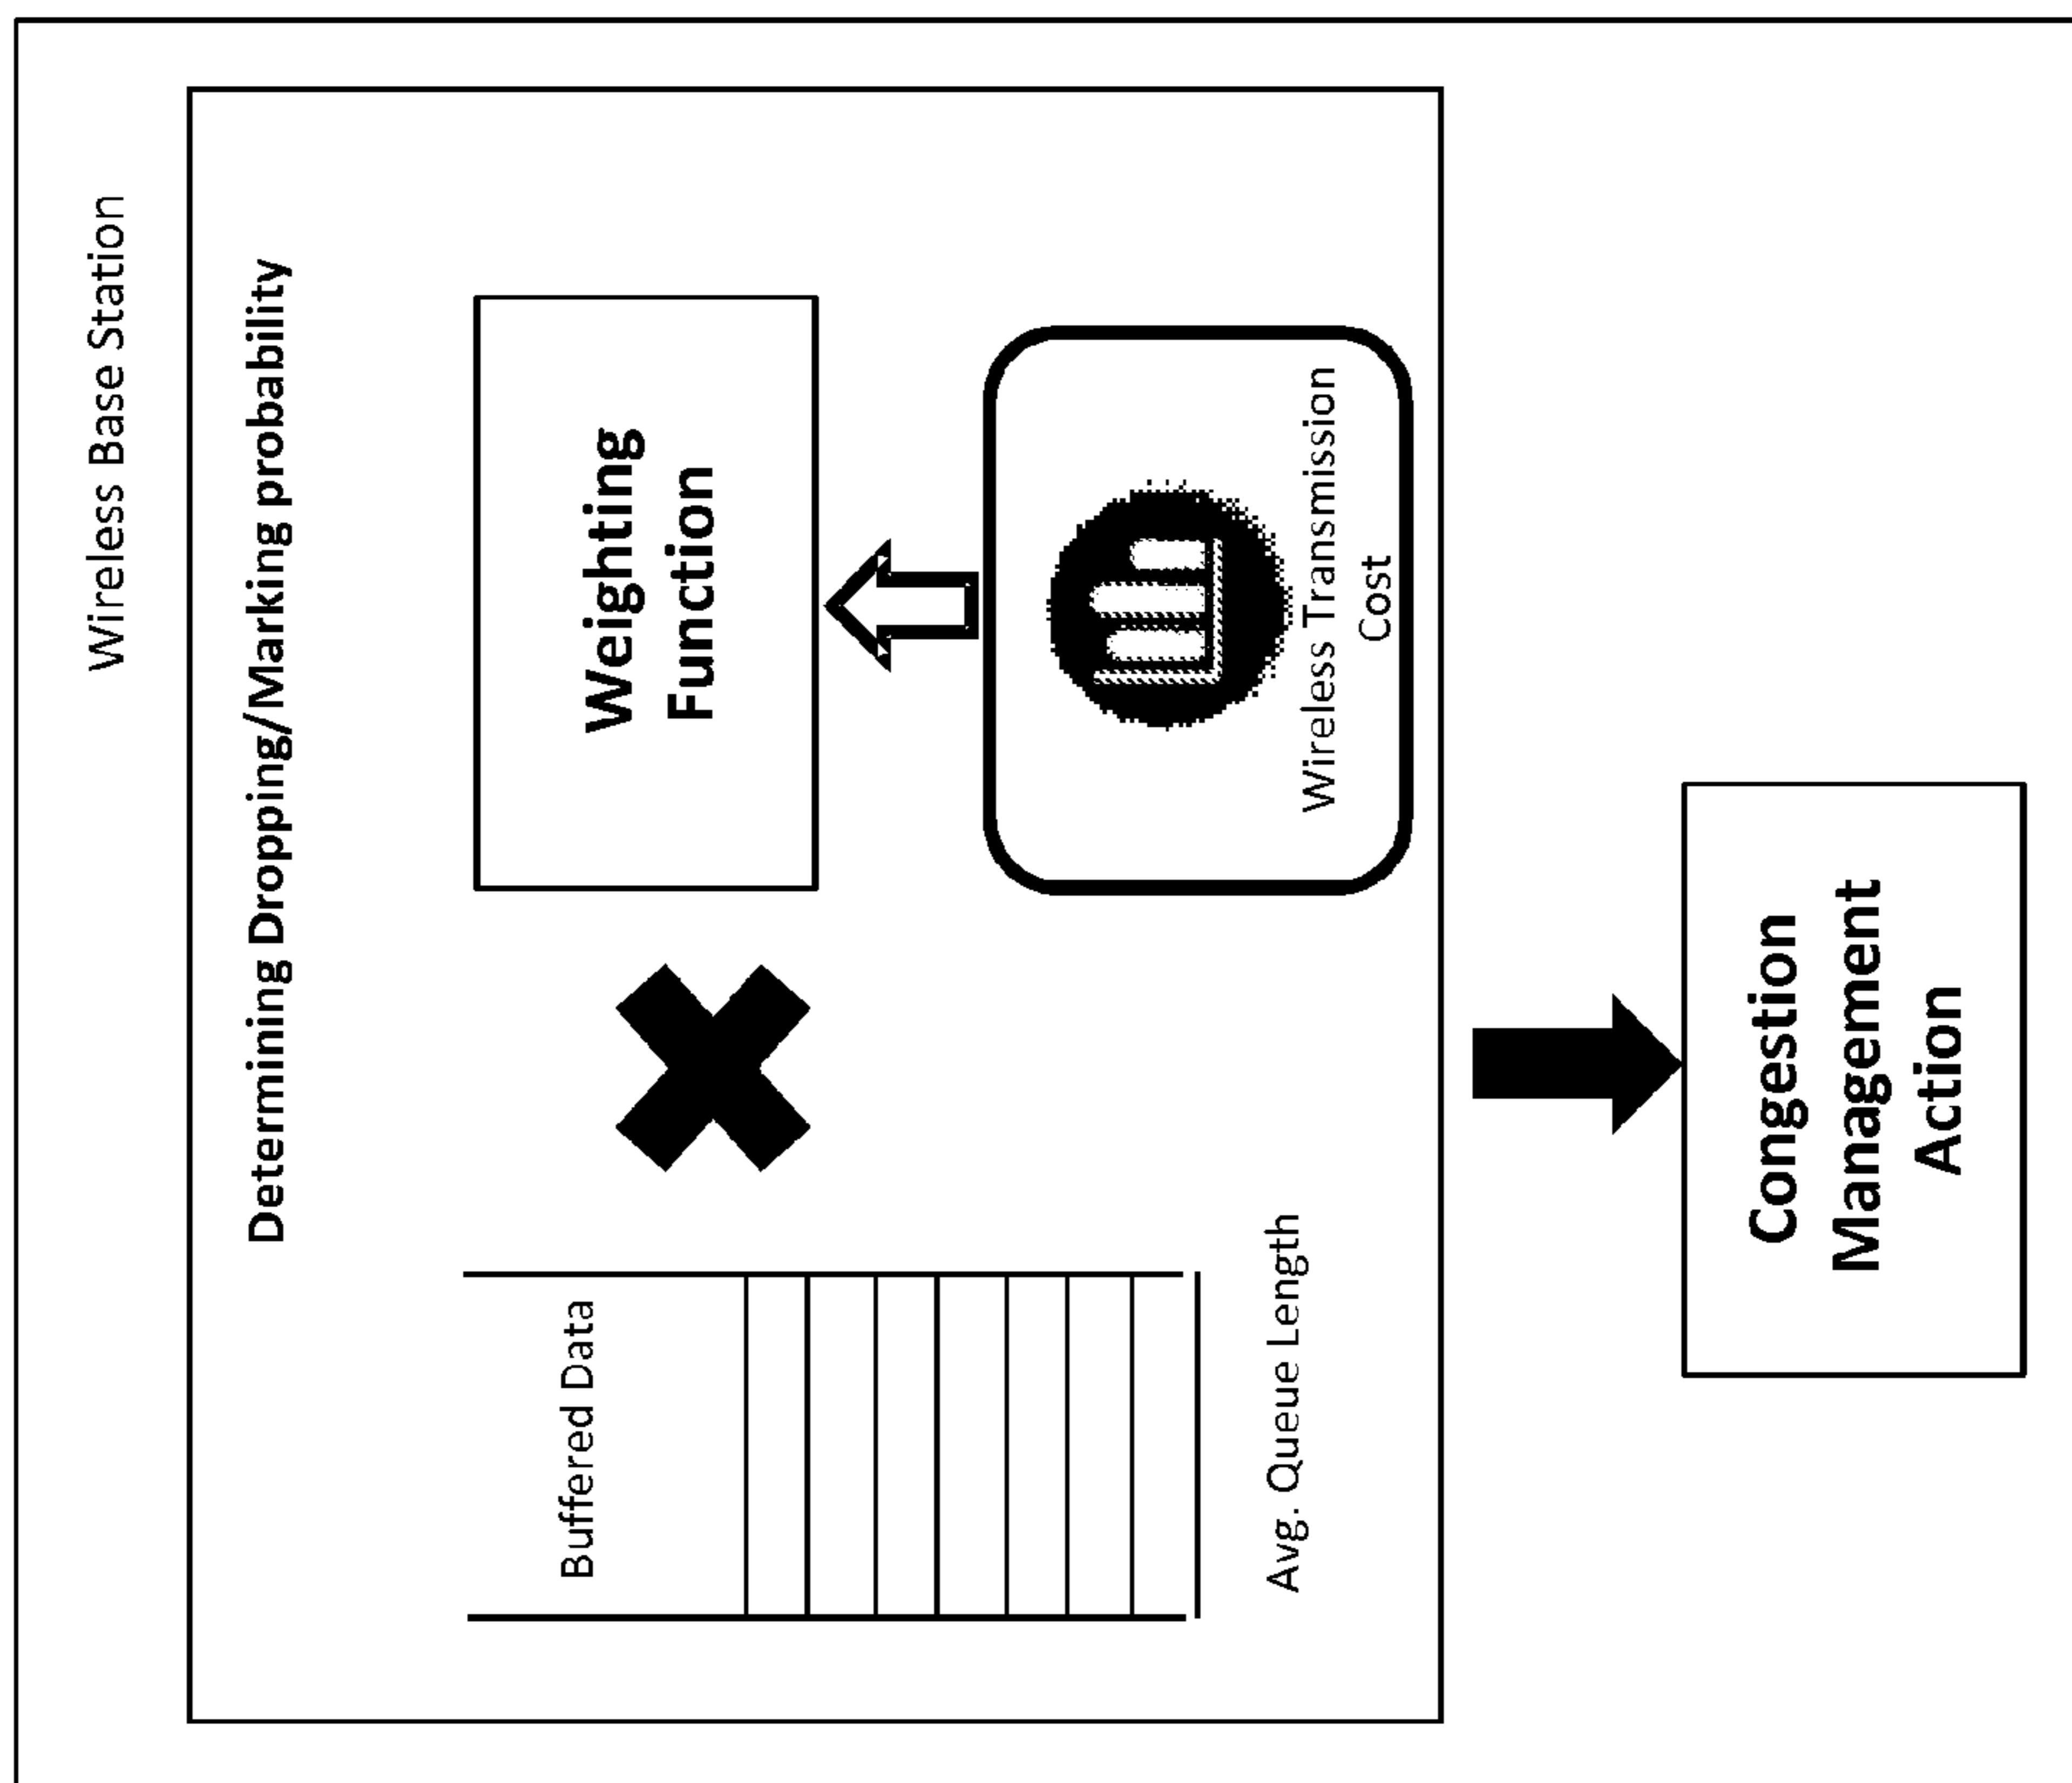 Wireless Base Station
Determining Dropping/Marking probability
Buffered Data
Avg. Queue Length
Weighting
Function
Wireless Transmission
Cost
Congestion
Management
Action